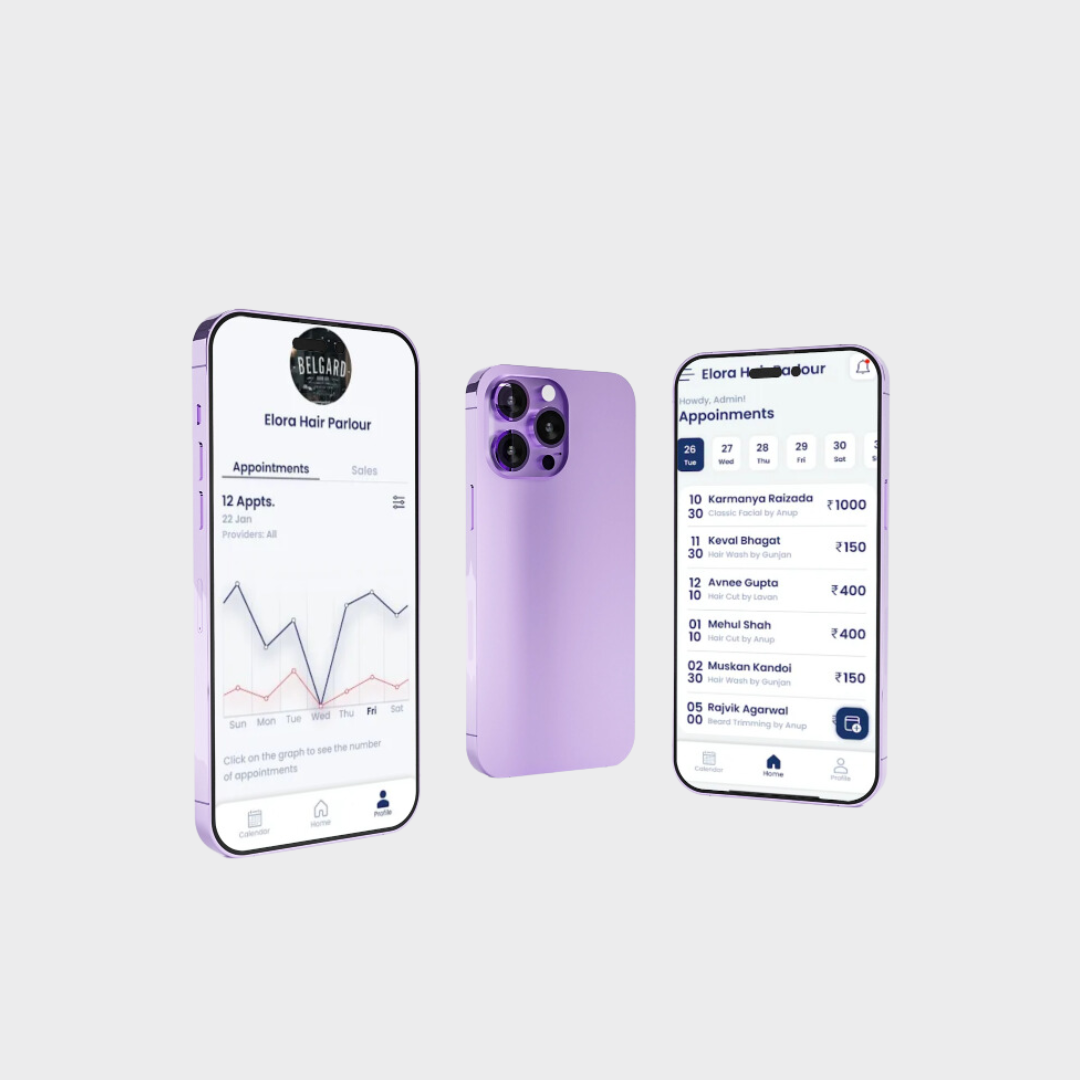 BELGARD
Elora Hair Parlour
Appointments Sales
12 Appts.
22 Jan
Providers: All
Sun Mon Tue Wed Thu Fri Sat
Click on the graph to see the number
of appointments
Calendar Home Profile
Elora
Howdy, Admin!
Appoinments
26 27 28 29 30
Tue Wed Thu Fri Sat
10 Karmanya Raizada ₹1000
30 Classic Facial by Anup
11 Keval Bhagat ₹150
30 Hair Wash by Gunjan
12 Avnee Gupta ₹400
10 Hair Cut by Lavan
01 Mehul Shah ₹400
10 Hair Cut by Anup
02 Muskan Kandoi ₹150
30 Hair Wash by Gunjan
05 Rajvik Agarwal
00 Beard Trimming by Anup
Calendar Home Profile